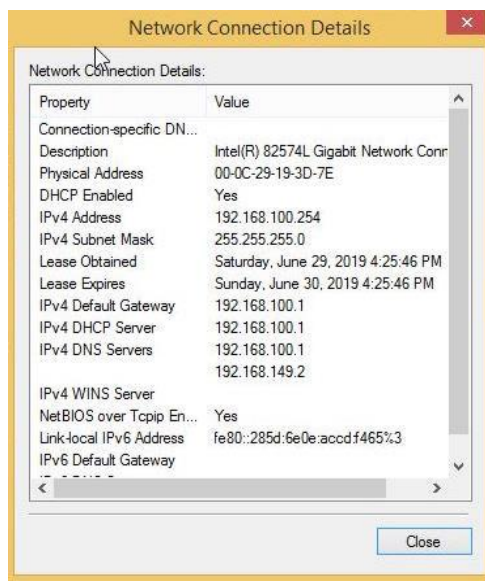 Network Connection Details
Network Connection Details:
Property Value
Connection-specific DN...
Description Intel(R) 82574L Gigabit Network Conn
Physical Address 00-0C-29-19-3D-7E
DHCP Enabled Yes
IPv4 Address 192.168.100.254
IPv4 Subnet Mask 255.255.255.0
Lease Obtained Saturday, June 29, 2019 4:25:46 PM
Lease Expires Sunday, June 30, 2019 4:25:46 PM
IPv4 Default Gateway 192.168.100.1
IPv4 DHCP Server 192.168.100.1
IPv4 DNS Servers 192.168.100.1
192.168.149.2
IPv4 WINS Server
NetBIOS over Tcpip En... Yes
Link-local IPv6 Address fe80::285d:6e0e:accd:f465%3
IPv6 Default Gateway
Close